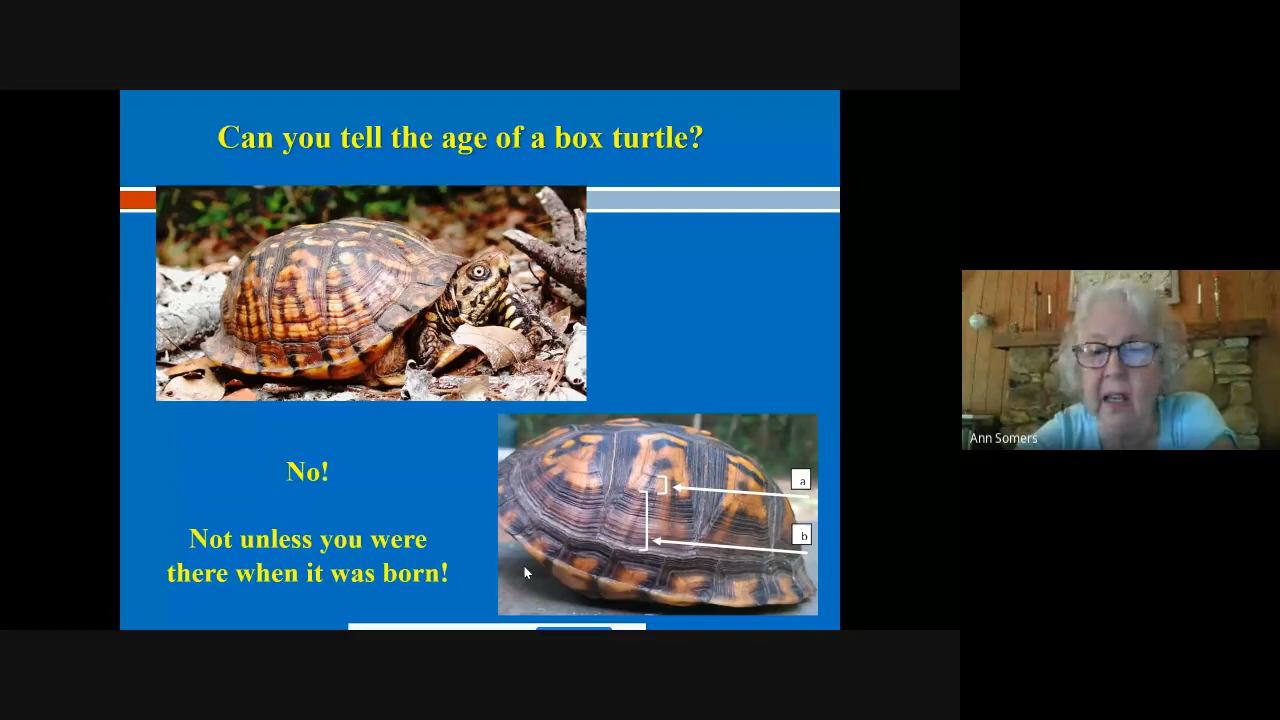 Can you tell the age of a box turtle?
a
b
No!
Not unless you were
there when it was born!
Ann Somers